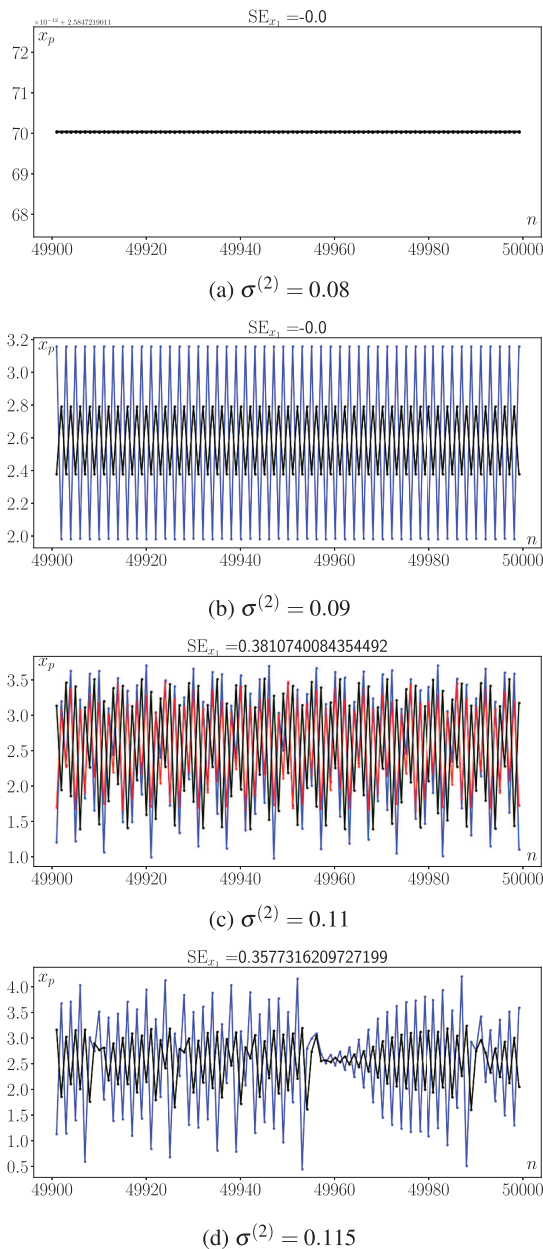 SE_{x_1} =-0.0
×10⁻¹² + 2.5847219011
x_p
72
71
70
69
68
n
49900 49920 49940 49960 49980 50000
(a) σ^{(2)} = 0.08
SE_{x_1} =-0.0
x_p
3.2
3.0
2.8
2.6
2.4
2.2
2.0
n
49900 49920 49940 49960 49980 50000
(b) σ^{(2)} = 0.09
SE_{x_1} =0.3810740084354492
x_p
3.5
3.0
2.5
2.0
1.5
1.0
n
49900 49920 49940 49960 49980 50000
(c) σ^{(2)} = 0.11
SE_{x_1} =0.3577316209727199
x_p
4.0
3.5
3.0
2.5
2.0
1.5
1.0
0.5
n
49900 49920 49940 49960 49980 50000
(d) σ^{(2)} = 0.115